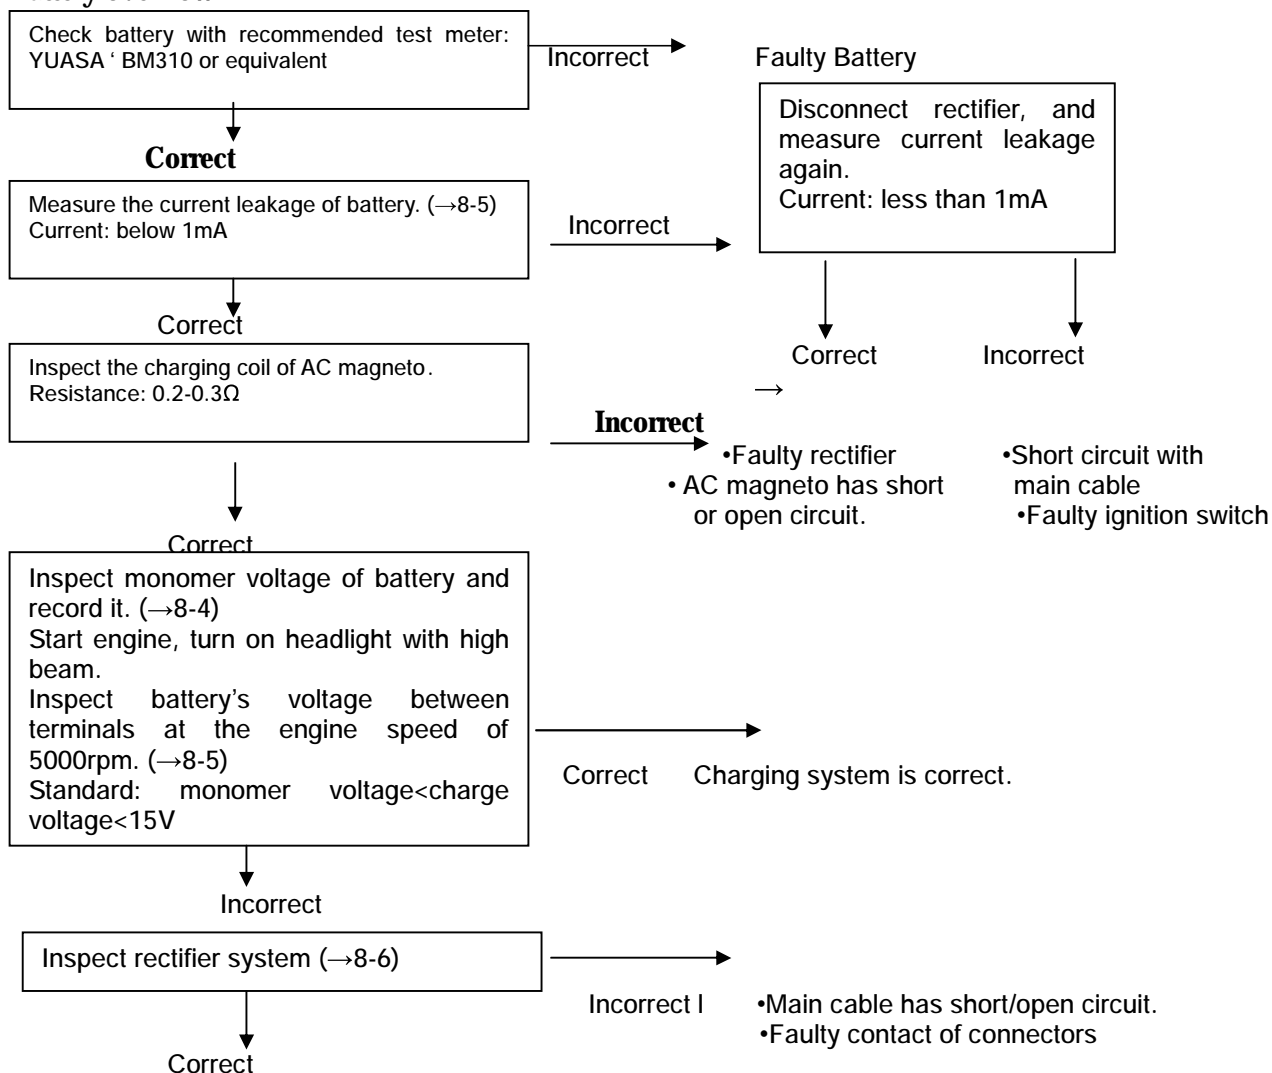 Check battery with recommended test meter:
YUASA ‘ BM310 or equivalent
Incorrect
Faulty Battery
Disconnect rectifier, and
measure current leakage
again.
Current: less than 1mA
Correct
Measure the current leakage of battery. (→8-5)
Current: below 1mA
Incorrect
Correct
Correct
Incorrect
Inspect the charging coil of AC magneto.
Resistance: 0.2-0.3Ω
→
Incorrect
•Faulty rectifier
• AC magneto has short
or open circuit.
•Short circuit with
main cable
•Faulty ignition switch
Correct
Inspect monomer voltage of battery and
record it. (→8-4)
Start engine, turn on headlight with high
beam.
Inspect battery’s voltage between
terminals at the engine speed of
5000rpm. (→8-5)
Standard: monomer voltage<charge
voltage<15V
Correct
Charging system is correct.
Incorrect
Inspect rectifier system (→8-6)
Incorrect I
•Main cable has short/open circuit.
•Faulty contact of connectors
Correct